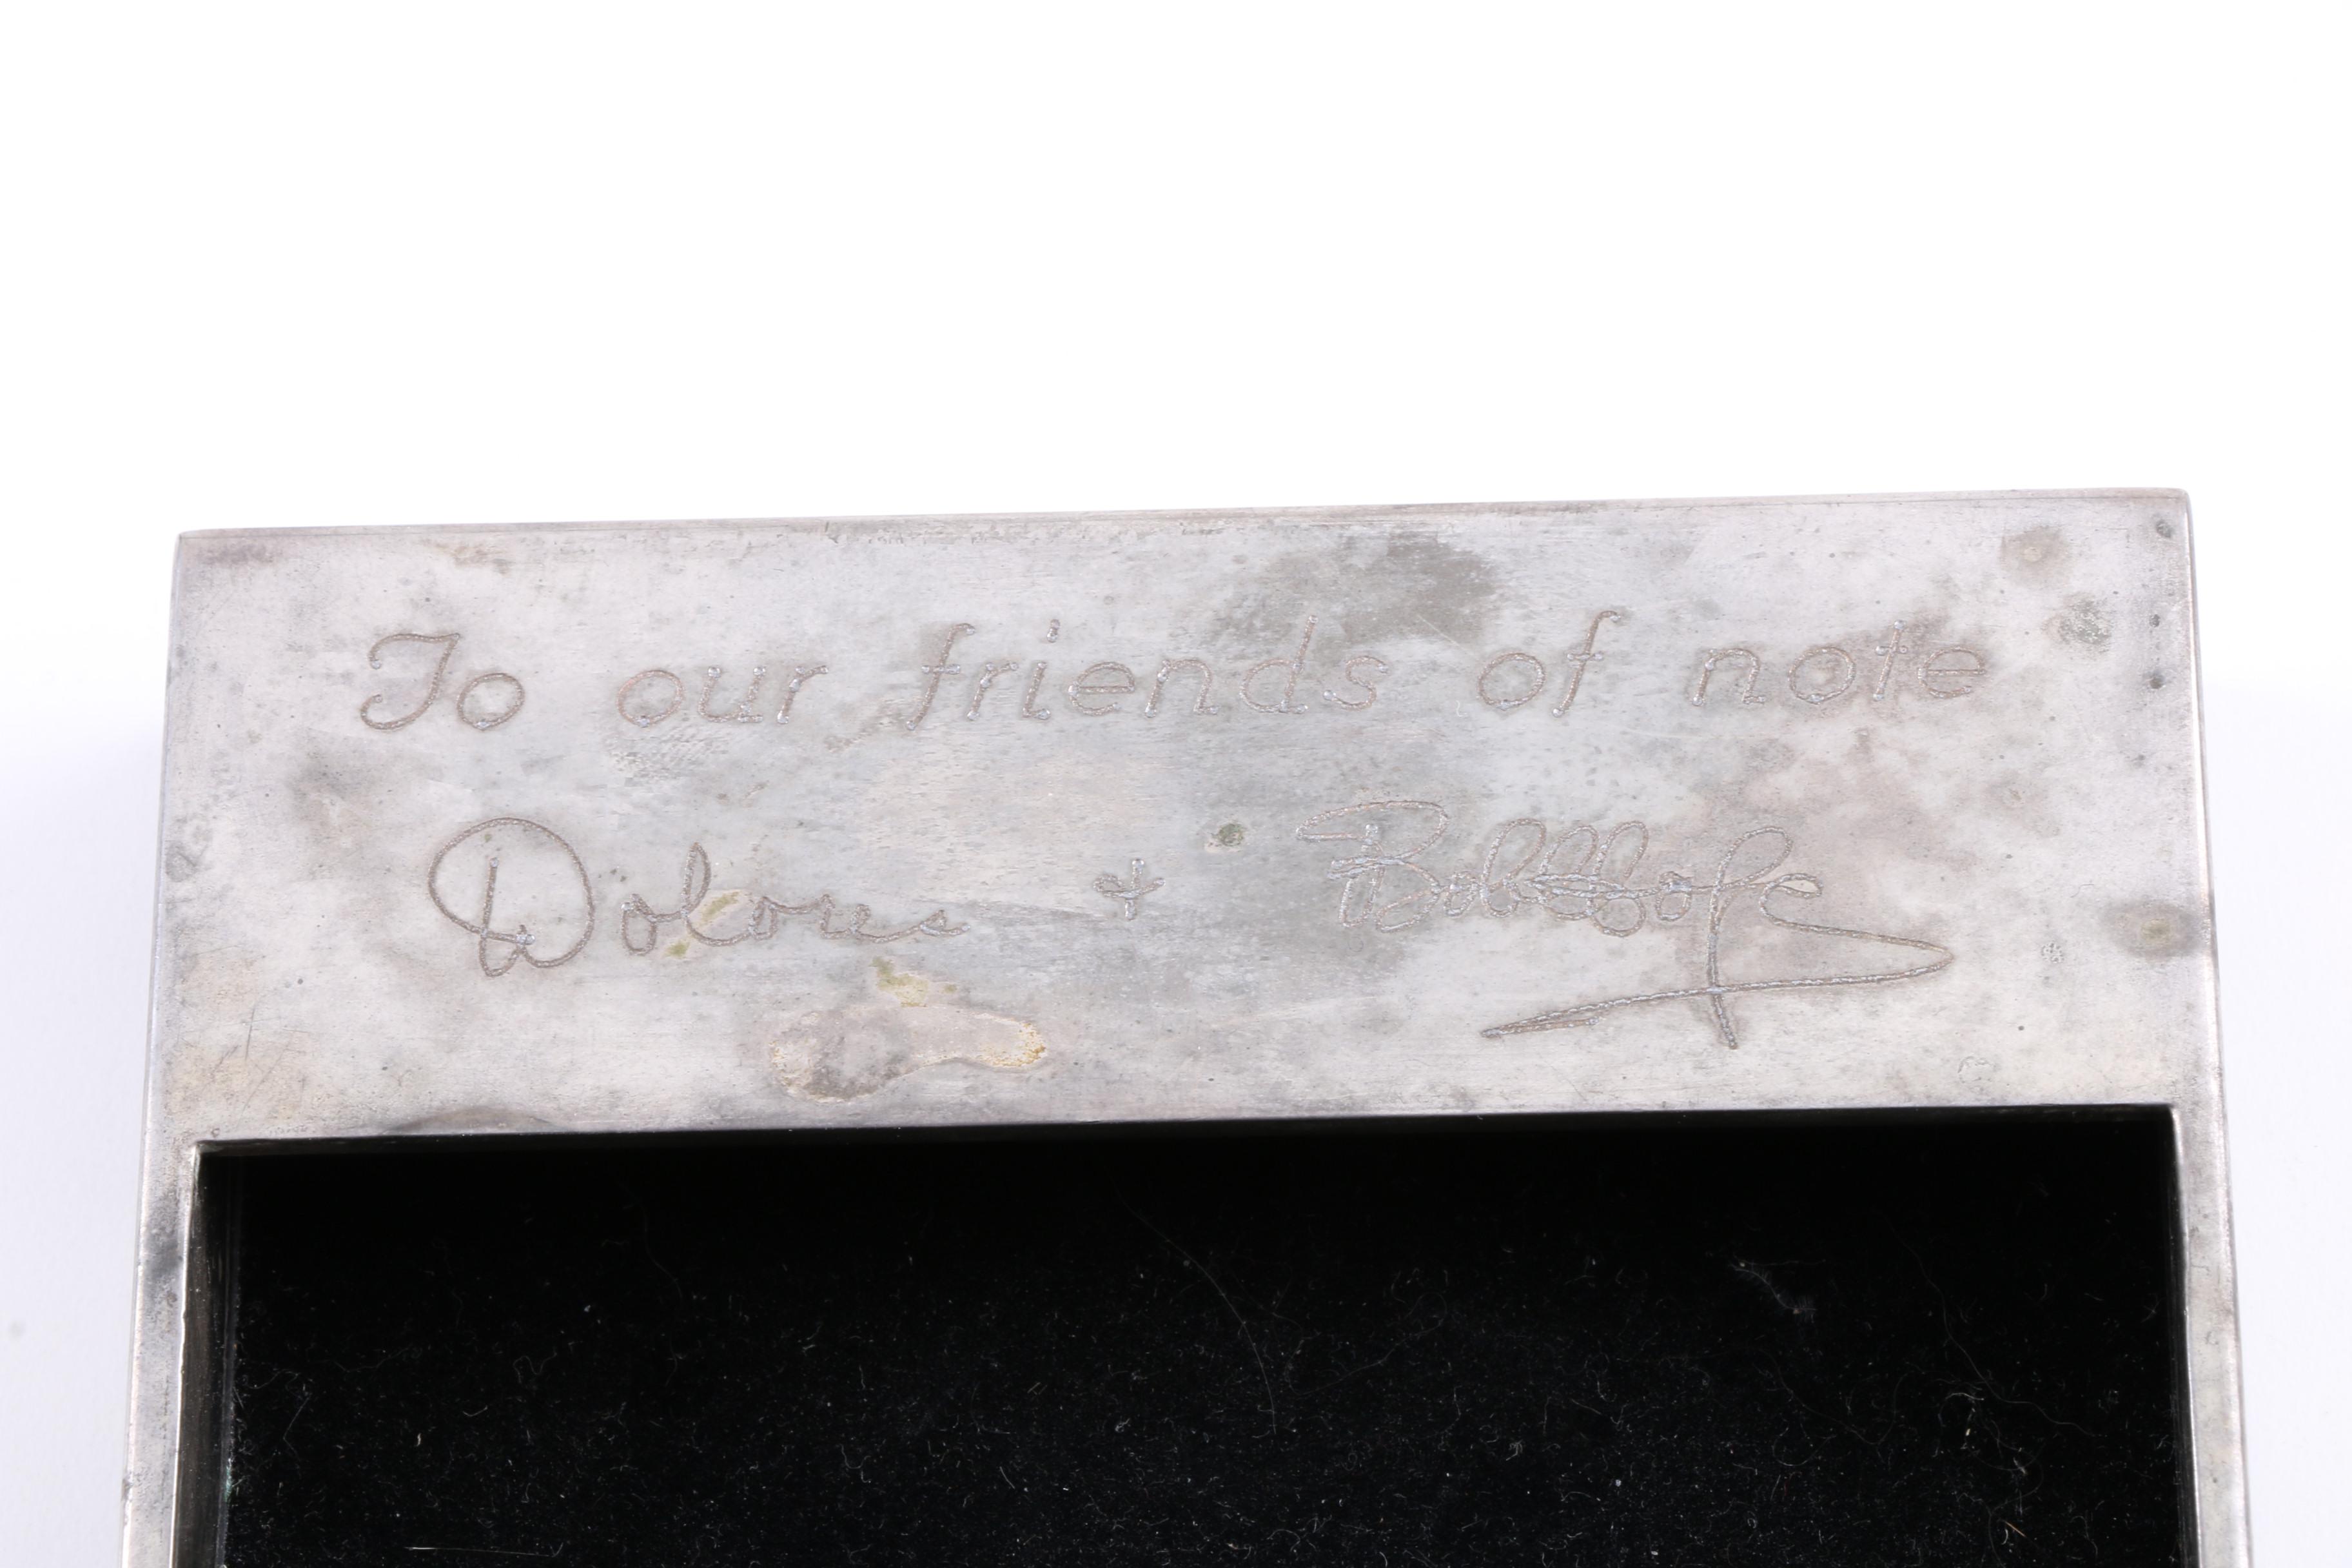 To our friends of note
Dolores + Bob Hope